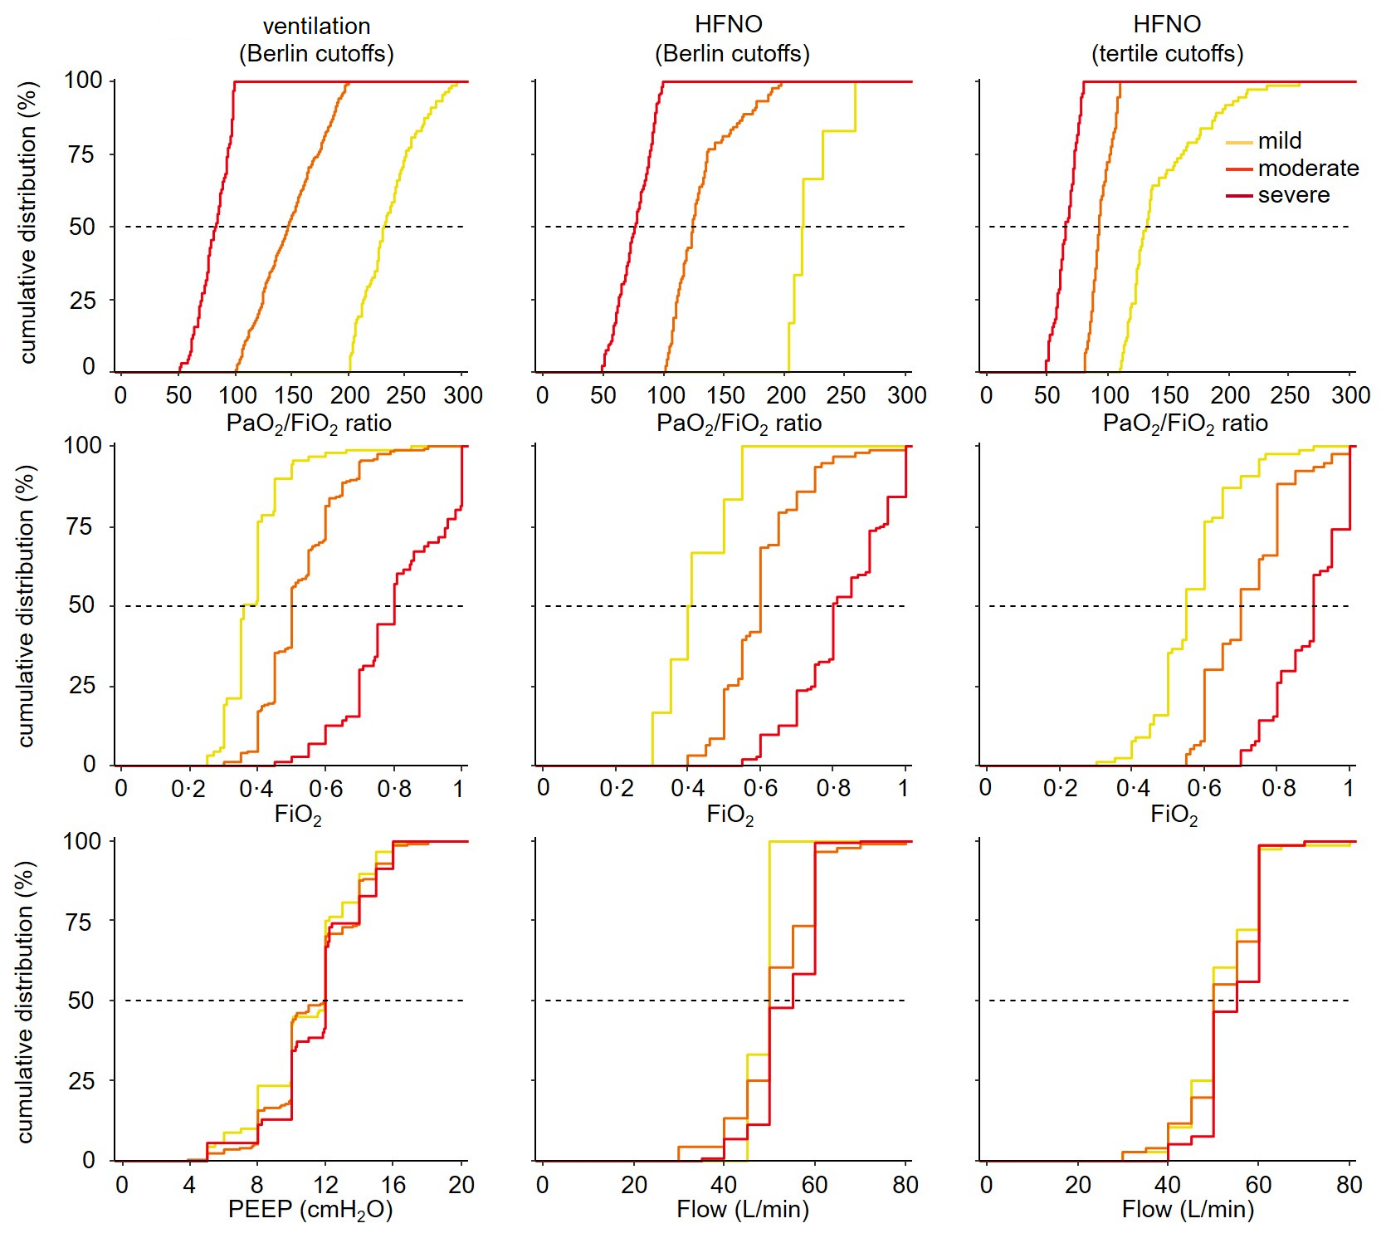 ventilation
(Berlin cutoffs)
HFNO
(Berlin cutoffs)
HFNO
(tertile cutoffs)
cumulative distribution (%)
100
75
50
25
0
0 50 100 150 200 250 300
PaO₂/FiO₂ ratio
0 50 100 150 200 250 300
PaO₂/FiO₂ ratio
mild
moderate
severe
0 50 100 150 200 250 300
PaO₂/FiO₂ ratio
cumulative distribution (%)
100
75
50
25
0
0 0·2 0·4 0·6 0·8 1
FiO₂
0 0·2 0·4 0·6 0·8 1
FiO₂
0 0·2 0·4 0·6 0·8 1
FiO₂
cumulative distribution (%)
100
75
50
25
0
0 4 8 12 16 20
PEEP (cmH₂O)
0 20 40 60 80
Flow (L/min)
0 20 40 60 80
Flow (L/min)